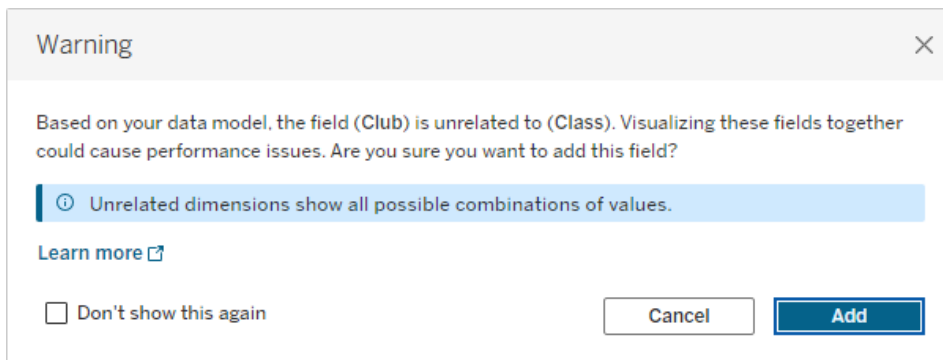 Warning
Based on your data model, the field (Club) is unrelated to (Class). Visualizing these fields together
could cause performance issues. Are you sure you want to add this field?
Unrelated dimensions show all possible combinations of values.
Learn more
Don't show this again
Cancel
Add